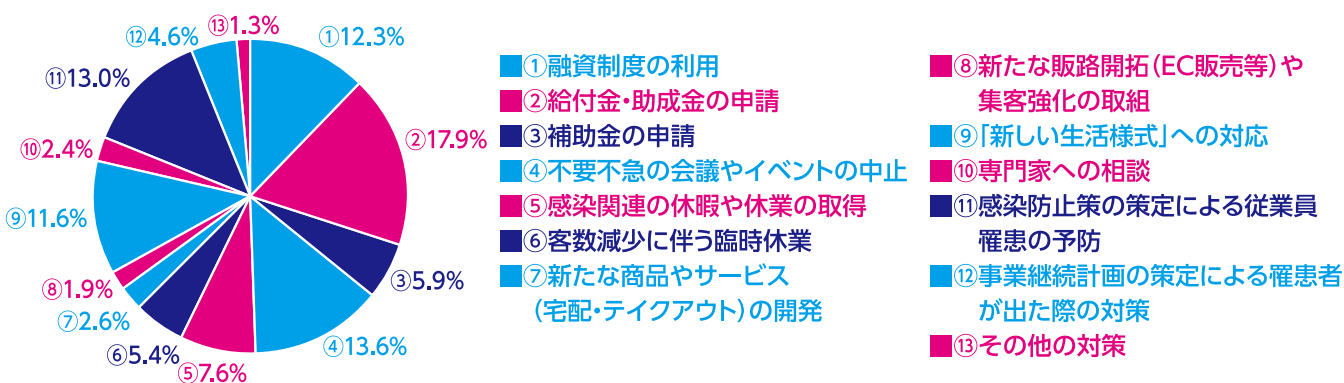 ⑬1.3%
⑫4.6%
①12.3%
⑪13.0%
②17.9%
⑩2.4%
⑨11.6%
③5.9%
⑧1.9%
⑦2.6%
⑥5.4%
④13.6%
⑤7.6%
①融資制度の利用
②給付金・助成金の申請
③補助金の申請
④不要不急の会議やイベントの中止
⑤感染関連の休暇や休業の取得
⑥客数減少に伴う臨時休業
⑦新たな商品やサービス
(宅配・テイクアウト)の開発
⑧新たな販路開拓(EC販売等)や
集客強化の取組
⑨「新しい生活様式」への対応
⑩専門家への相談
⑪感染防止策の策定による従業員
罹患の予防
⑫事業継続計画の策定による罹患者
が出た際の対策
⑬その他の対策